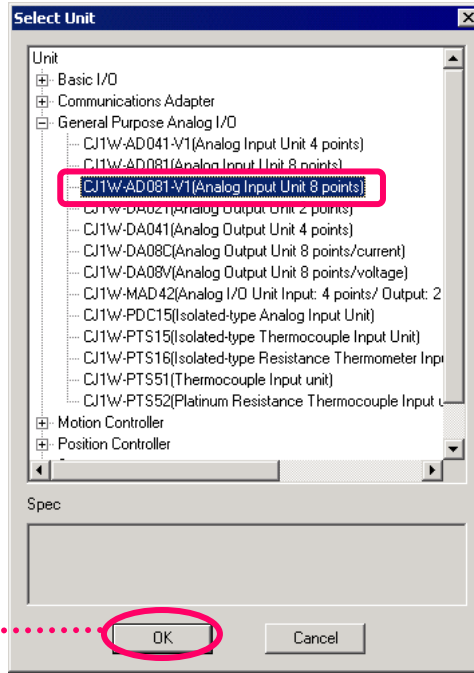 Select Unit
Unit
Basic I/O
Communications Adapter
General Purpose Analog I/O
CJ1W-AD041-V1(Analog Input Unit 4 points)
CJ1W-AD081(Analog Input Unit 8 points)
CJ1W-AD081-V1(Analog Input Unit 8 points)
CJ1W-DA021(Analog Output Unit 2 points)
CJ1W-DA041(Analog Output Unit 4 points)
CJ1W-DA08C(Analog Output Unit 8 points/current)
CJ1W-DA08V(Analog Output Unit 8 points/voltage)
CJ1W-MAD42(Analog I/O Unit Input: 4 points/ Output: 2
CJ1W-PDC15(Isolated-type Analog Input Unit)
CJ1W-PTS15(Isolated-type Thermocouple Input Unit)
CJ1W-PTS16(Isolated-type Resistance Thermometer Inpu
CJ1W-PTS51(Thermocouple Input unit)
CJ1W-PTS52(Platinum Resistance Thermocouple Input u
Motion Controller
Position Controller
Spec
OK
Cancel